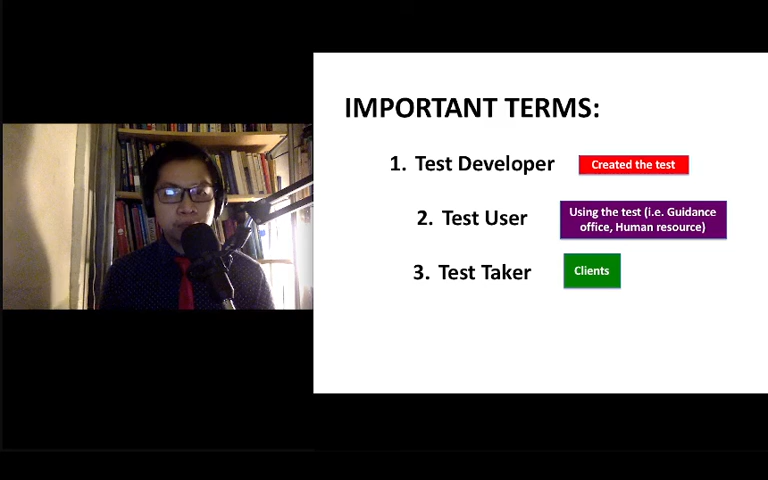 IMPORTANT TERMS:
1. Test Developer
Created the test
2. Test User
Using the test (i.e. Guidance
office, Human resource)
3. Test Taker
Clients